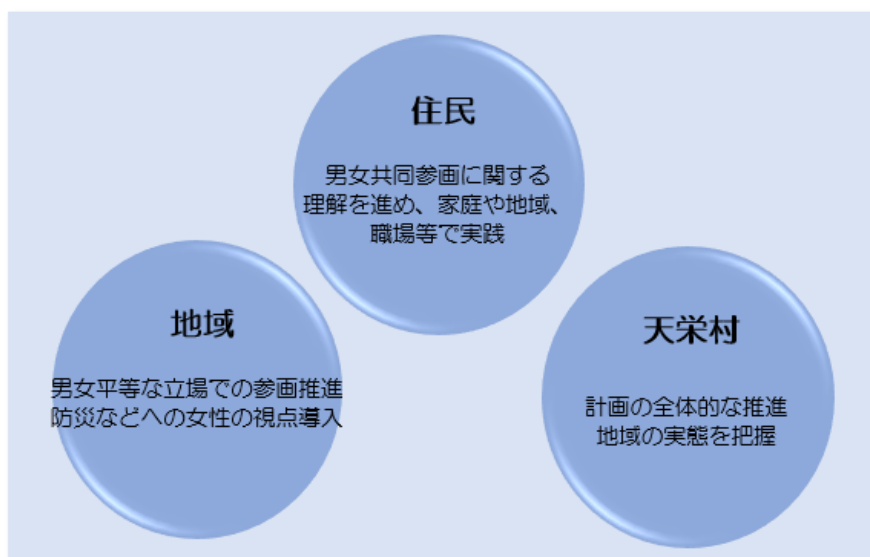 住民
男女共同参画に関する
理解を進め、家庭や地域、
職場等で実践
地域
男女平等な立場での参画推進
防災などへの女性の視点導入
天栄村
計画の全体的な推進
地域の実態を把握